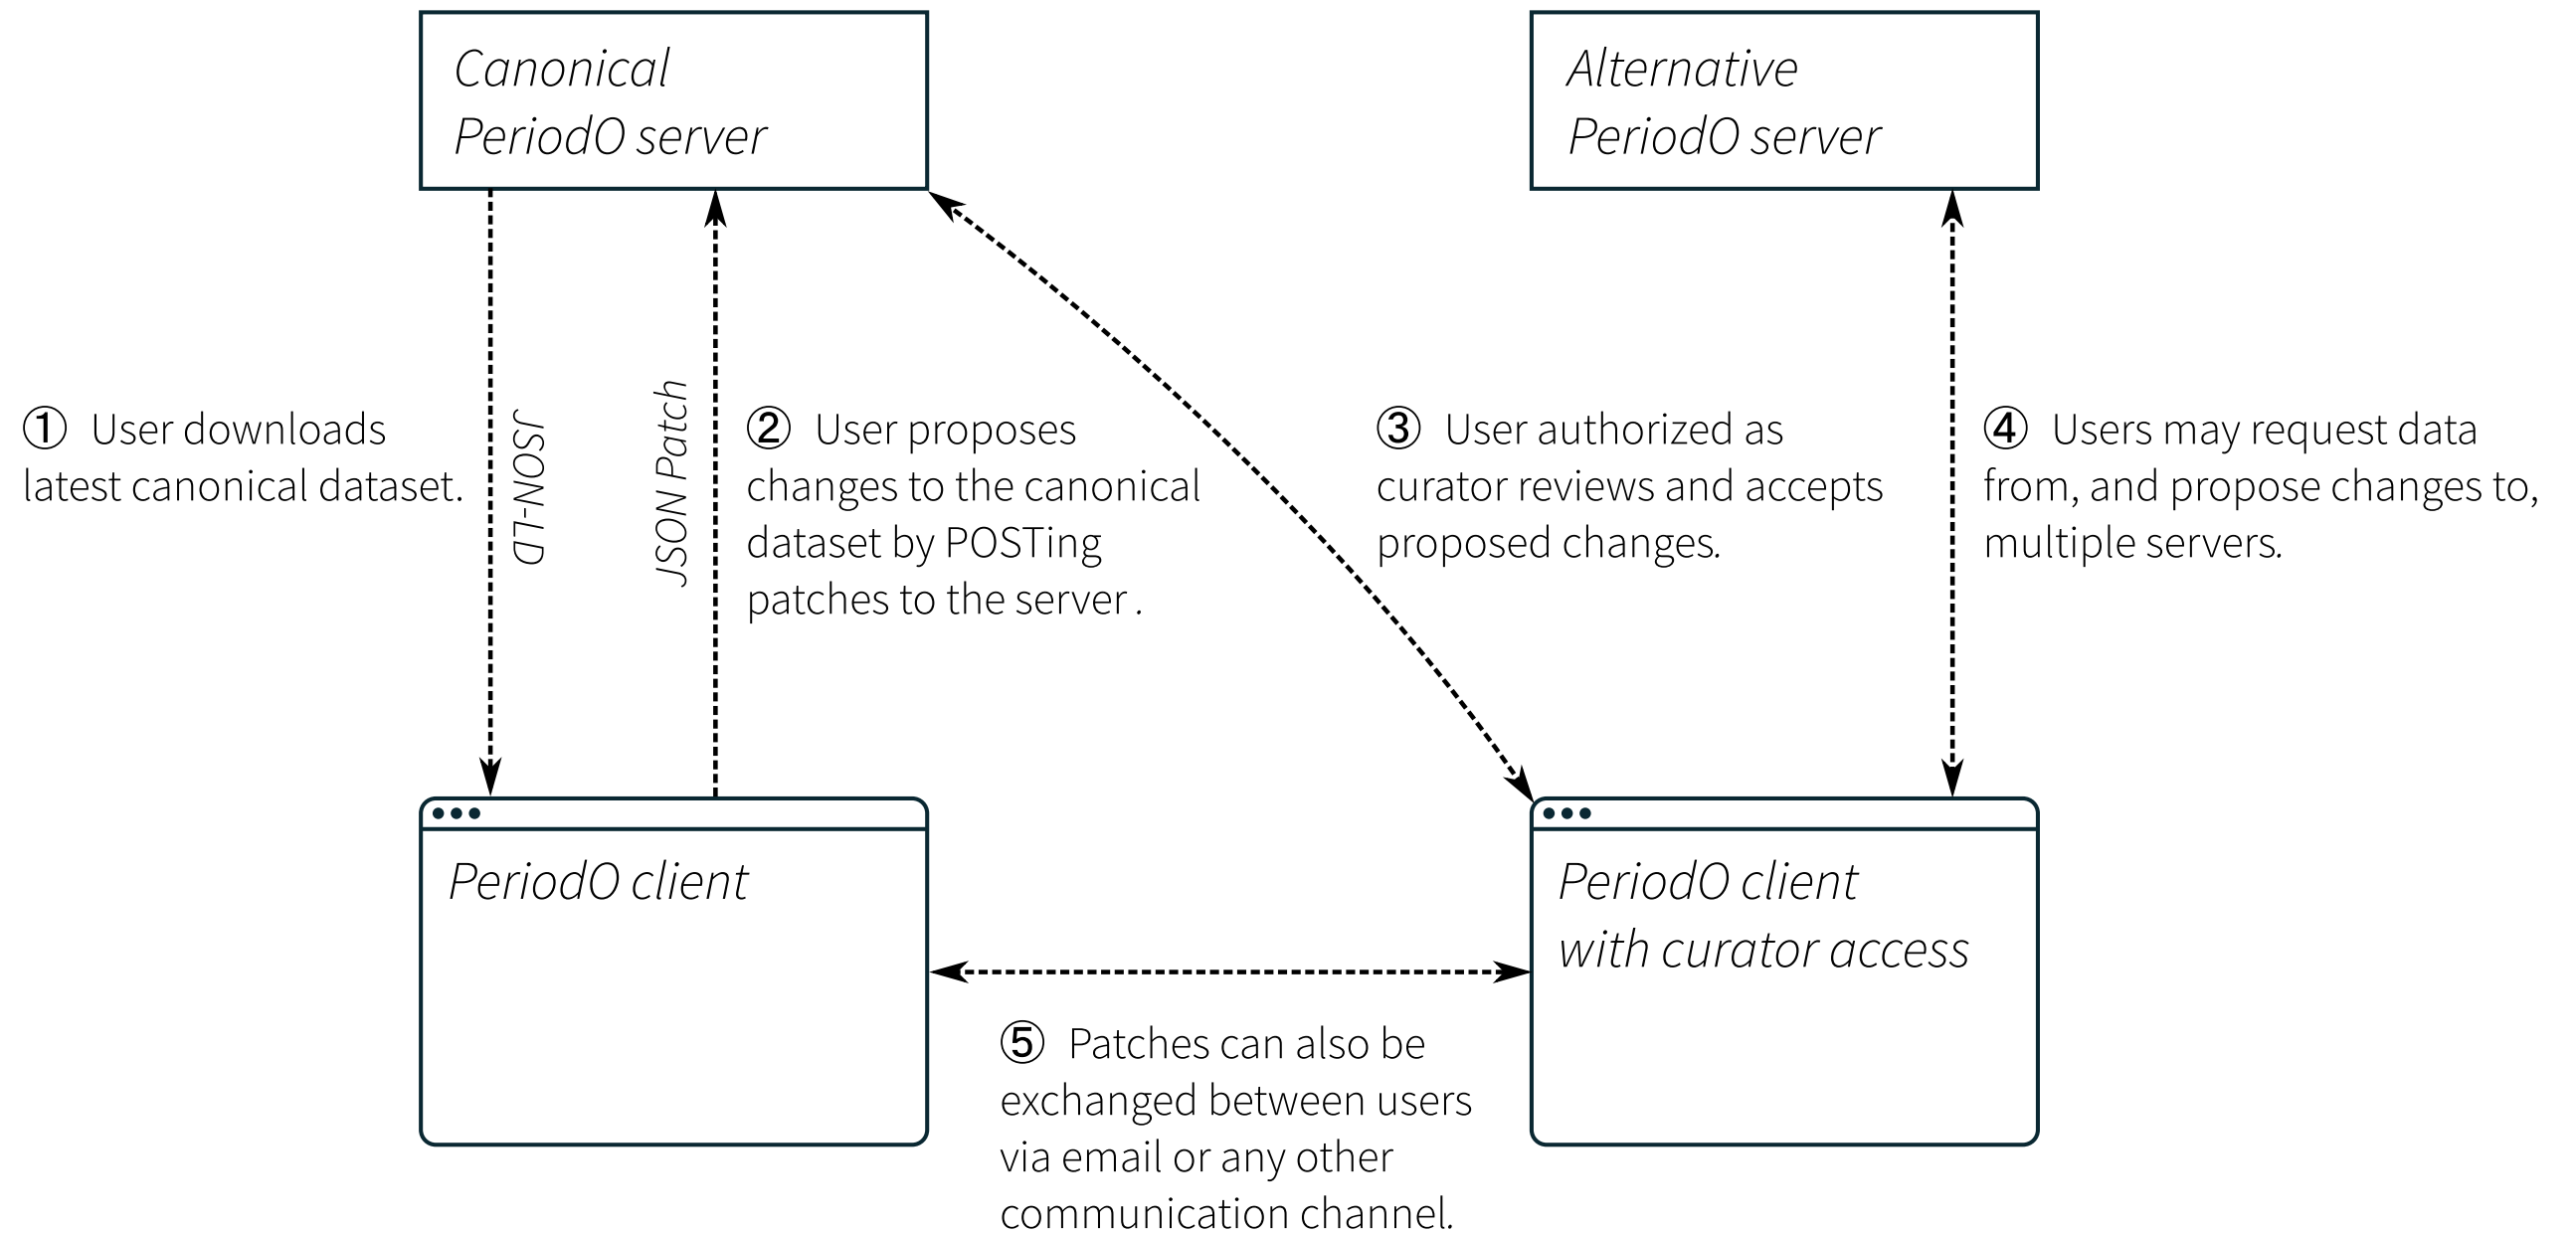 Canonical
PeriodO server
Alternative
PeriodO server
① User downloads
latest canonical dataset.
JSON-LD
JSON Patch
② User proposes
changes to the canonical
dataset by POSTing
patches to the server .
③ User authorized as
curator reviews and accepts
proposed changes.
④ Users may request data
from, and propose changes to,
multiple servers.
PeriodO client
PeriodO client
with curator access
⑤ Patches can also be
exchanged between users
via email or any other
communication channel.